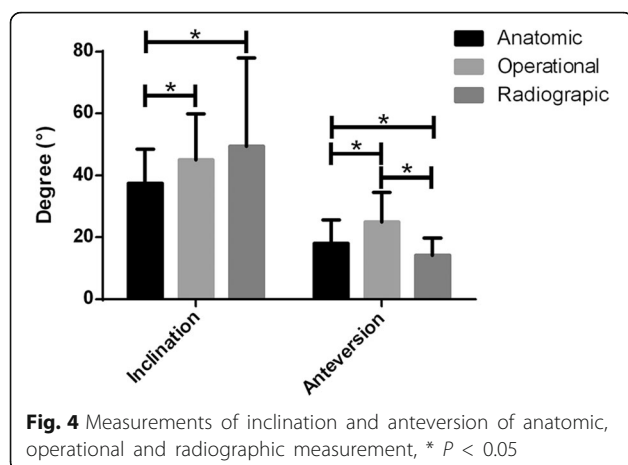 80
60
40
20
0
Degree (°)
*
*
*
*
*
Anatomic
Operational
Radiograpic
Inclination
Anteversion
Fig. 4 Measurements of inclination and anteversion of anatomic,
operational and radiographic measurement, * P < 0.05